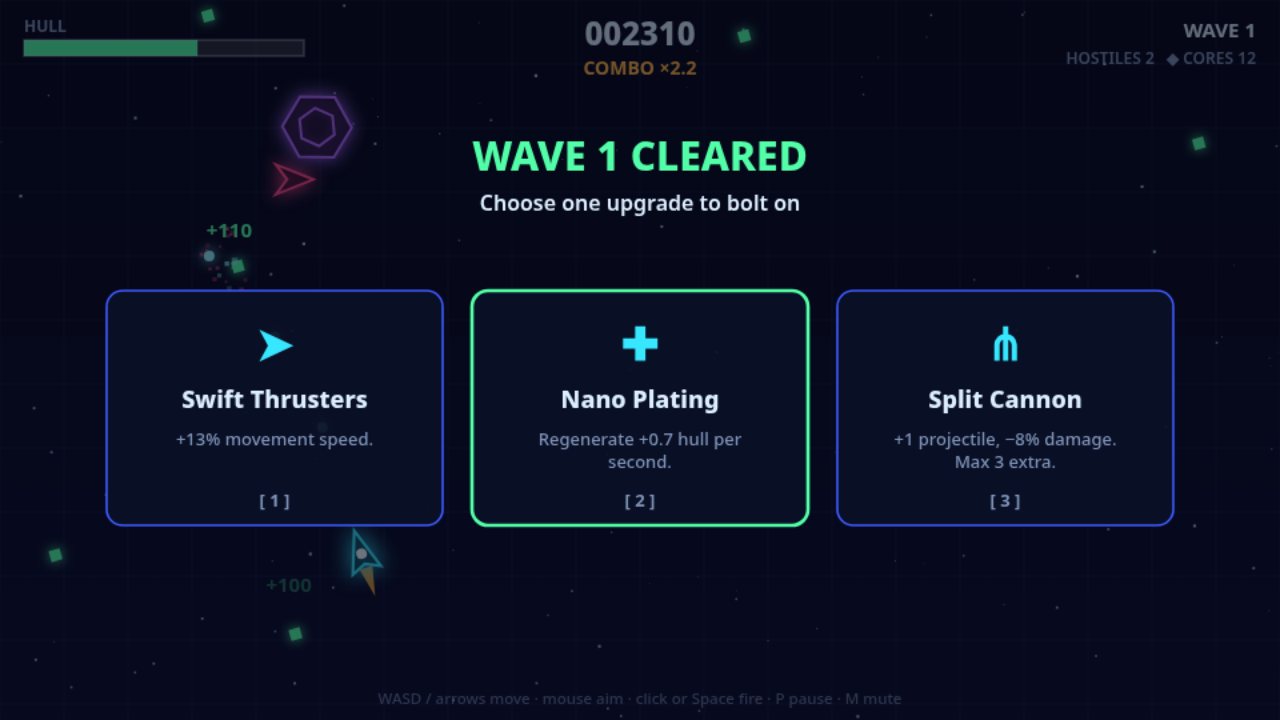 HULL
002310
COMBO ×2.2
WAVE 1
HOSTILES 2 ◆ CORES 12
WAVE 1 CLEARED
Choose one upgrade to bolt on
+110
Swift Thrusters
+13% movement speed.
[ 1 ]
Nano Plating
Regenerate +0.7 hull per
second.
[ 2 ]
Split Cannon
+1 projectile, −8% damage.
Max 3 extra.
[ 3 ]
+100
WASD / arrows move · mouse aim · click or Space fire · P pause · M mute